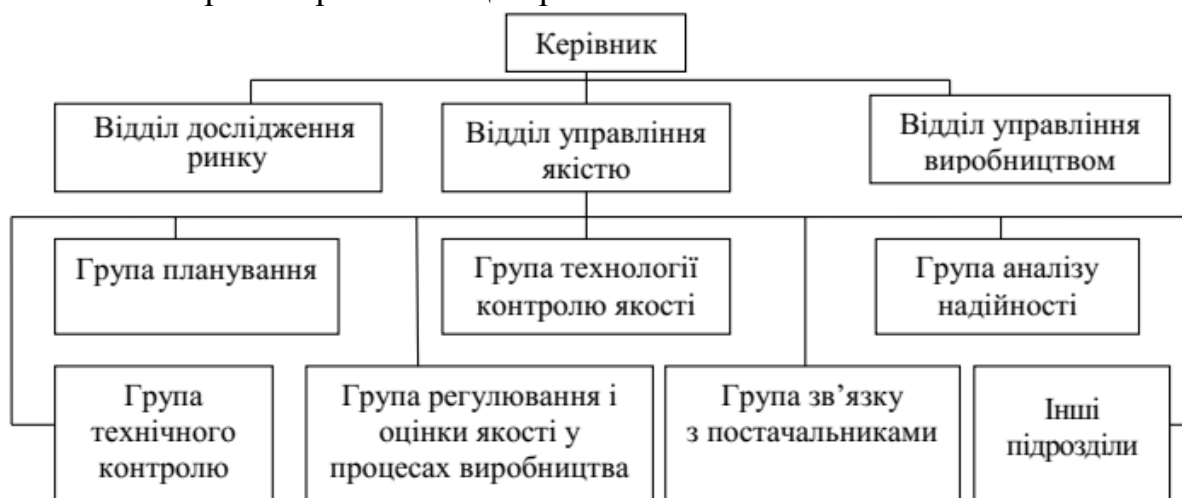 Керівник
Відділ дослідження
ринку
Відділ управління
якістю
Відділ управління
виробництвом
Група планування
Група технології
контролю якості
Група аналізу
надійності
Група
технічного
контролю
Група регулювання і
оцінки якості у
процесах виробництва
Група зв’язку
з постачальниками
Інші
підрозділи